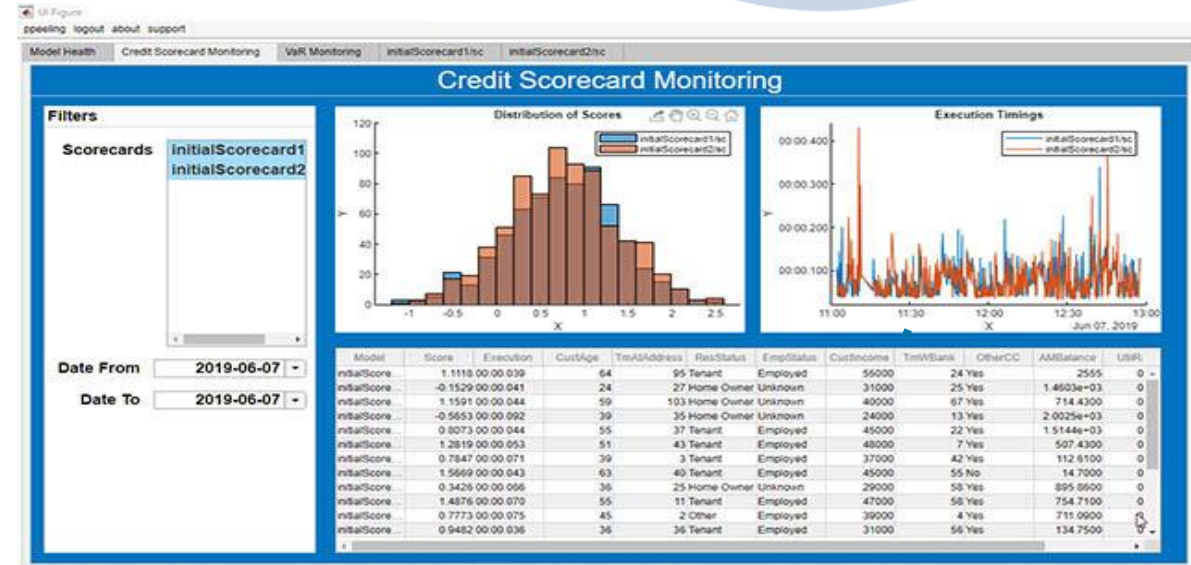 UI Figure
ppeeling logout about support
Model Health Credit Scorecard Monitoring VaR Monitoring initialScorecard1/sc initialScorecard2/sc
Credit Scorecard Monitoring
Filters
Scorecards
initialScorecard1
initialScorecard2
Date From 2019-06-07
Date To 2019-06-07
Distribution of Scores
initialScorecard1/sc
initialScorecard2/sc
120
100
80
60
40
20
0
Y
-1 -0.5 0 0.5 1 1.5 2 2.5
X
Execution Timings
initialScorecard1/sc
initialScorecard2/sc
00:00.400
00:00.300
00:00.200
00:00.100
Y
11:00 11:30 12:00 12:30 13:00
X
Jun 07, 2019
Model Score Execution CustAge TmAtAddress ResStatus EmpStatus CustIncome TmWBank OtherCC AMBalance UtilR
initialScore... 1.1118 00:00.039 64 95 Tenant Employed 55000 24 Yes 2555 0
initialScore... -0.1529 00:00.041 24 27 Home Owner Unknown 31000 25 Yes 1.4603e+03 0
initialScore... 1.1591 00:00.044 59 103 Home Owner Unknown 40000 67 Yes 714.4300 0
initialScore... -0.5653 00:00.092 39 35 Home Owner Unknown 24000 13 Yes 2.0025e+03 0
initialScore... 0.8073 00:00.044 55 37 Tenant Employed 45000 22 Yes 1.5144e+03 0
initialScore... 1.2819 00:00.053 51 43 Tenant Employed 48000 7 Yes 507.4300 0
initialScore... 0.7847 00:00.071 39 3 Tenant Employed 37000 42 Yes 112.6100 0
initialScore... 1.5669 00:00.043 63 40 Tenant Employed 45000 55 No 14.7000 0
initialScore... 0.3426 00:00.066 36 25 Home Owner Unknown 29000 58 Yes 895.8600 0
initialScore... 1.4876 00:00.070 55 11 Tenant Employed 47000 58 Yes 754.7100 0
initialScore... 0.7773 00:00.075 45 2 Other Employed 39000 4 Yes 711.0900
initialScore... 0.9482 00:00.036 36 36 Tenant Employed 31000 56 Yes 134.7500 0